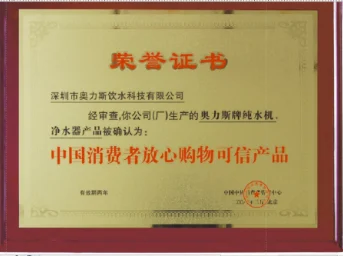 荣誉证书
深圳市奥力斯饮水科技有限公司
经审查,你公司(厂)生产的奥力斯牌纯水机、
净水器产品被确认为:
中国消费者放心购物可信产品